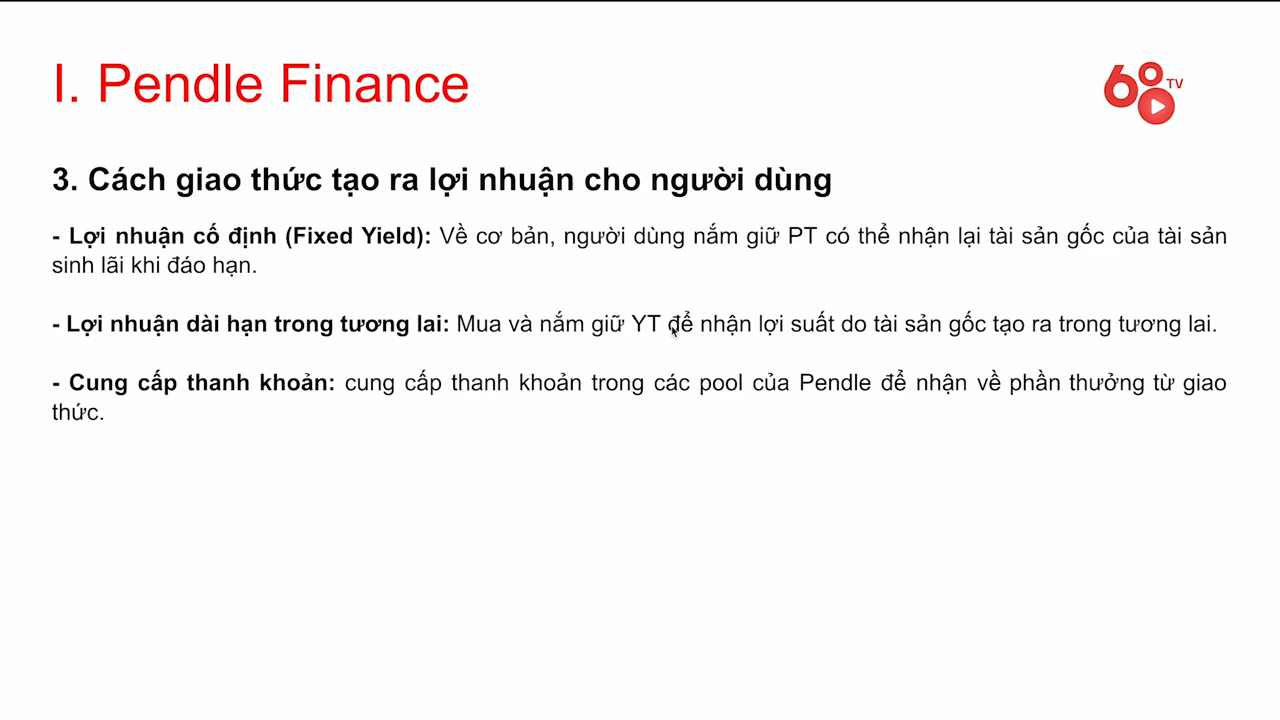 I. Pendle Finance
68 TV
3. Cách giao thức tạo ra lợi nhuận cho người dùng
- Lợi nhuận cố định (Fixed Yield): Về cơ bản, người dùng nắm giữ PT có thể nhận lại tài sản gốc của tài sản
sinh lãi khi đáo hạn.
- Lợi nhuận dài hạn trong tương lai: Mua và nắm giữ YT để nhận lợi suất do tài sản gốc tạo ra trong tương lai.
- Cung cấp thanh khoản: cung cấp thanh khoản trong các pool của Pendle để nhận về phần thưởng từ giao
thức.